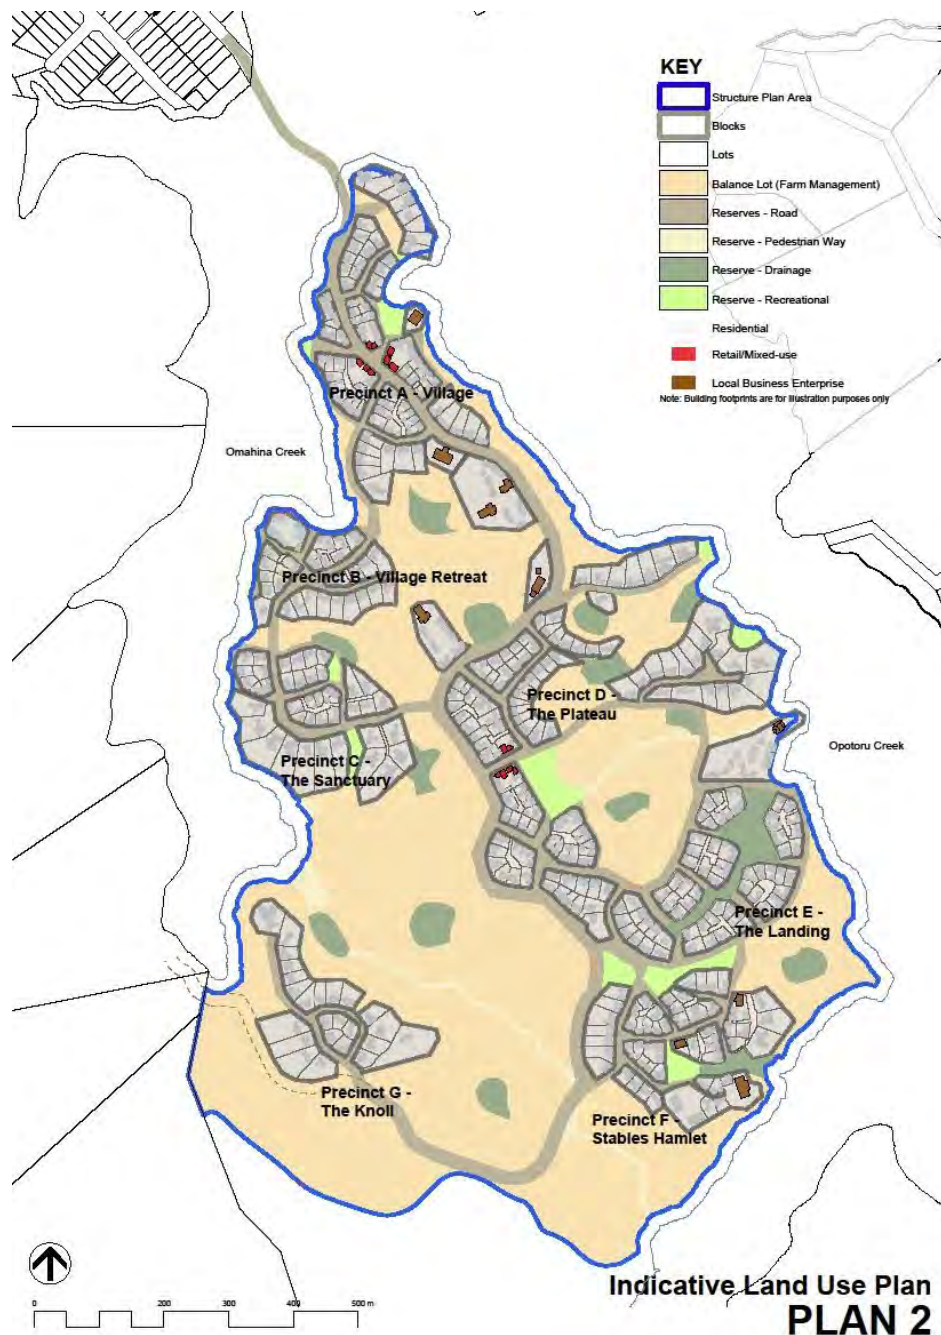 KEY
Structure Plan Area
Blocks
Lots
Balance Lot (Farm Management)
Reserves - Road
Reserve - Pedestrian Way
Reserve - Drainage
Reserve - Recreational
Residential
Retail/Mixed-use
Local Business Enterprise
Note: Building footprints are for illustration purposes only
Precinct A - Village
Omahina Creek
Precinct B - Village Retreat
Precinct D -
The Plateau
Opotoru Creek
Precinct C -
The Sanctuary
Precinct E -
The Landing
Precinct G -
The Knoll
Precinct F -
Stables Hamlet
0 100 200 300 400 500 m
Indicative Land Use Plan
PLAN 2